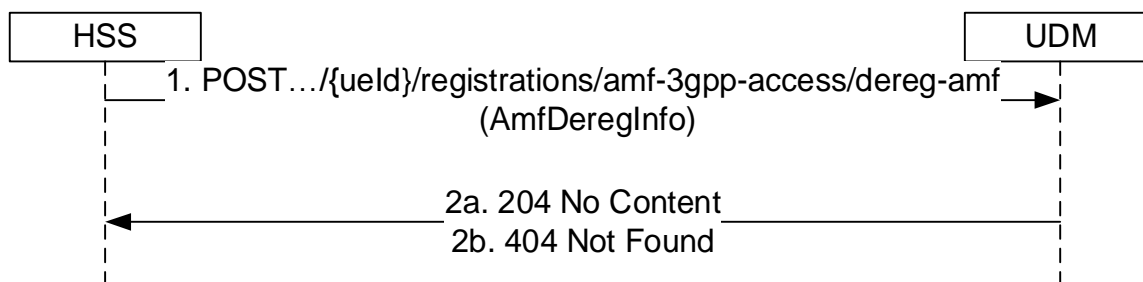 HSS
UDM
1. POST…/{ueId}/registrations/amf-3gpp-access/dereg-amf
(AmfDeregInfo)
2a. 204 No Content
2b. 404 Not Found